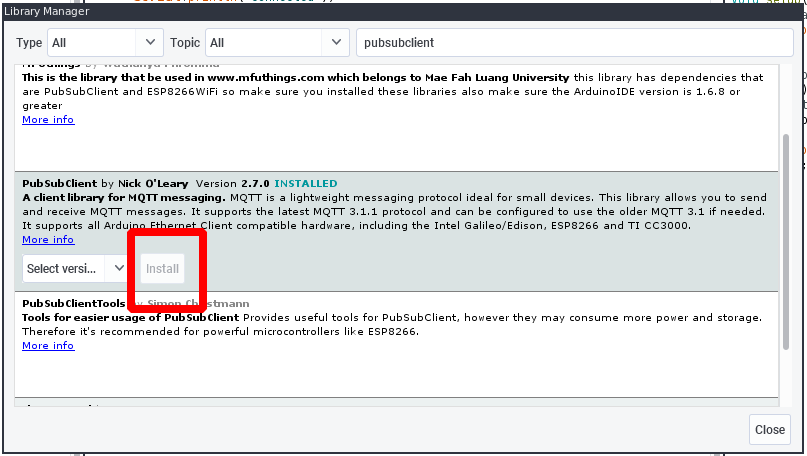 Library Manager
Type All Topic All pubsubclient
This is the library that be used in www.mfuthings.com which belongs to Mae Fah Luang University this library has dependencies that
are PubSubClient and ESP8266WiFi so make sure you installed these libraries also make sure the ArduinoIDE version is 1.6.8 or
greater
More info
PubSubClient by Nick O'Leary Version 2.7.0 INSTALLED
A client library for MQTT messaging. MQTT is a lightweight messaging protocol ideal for small devices. This library allows you to send
and receive MQTT messages. It supports the latest MQTT 3.1.1 protocol and can be configured to use the older MQTT 3.1 if needed.
It supports all Arduino Ethernet Client compatible hardware, including the Intel Galileo/Edison, ESP8266 and TI CC3000.
More info
Select versi... Install
PubSubClientTools by Simon Christmann
Tools for easier usage of PubSubClient Provides useful tools for PubSubClient, however they may consume more power and storage.
Therefore it's recommended for powerful microcontrollers like ESP8266.
More info
Close